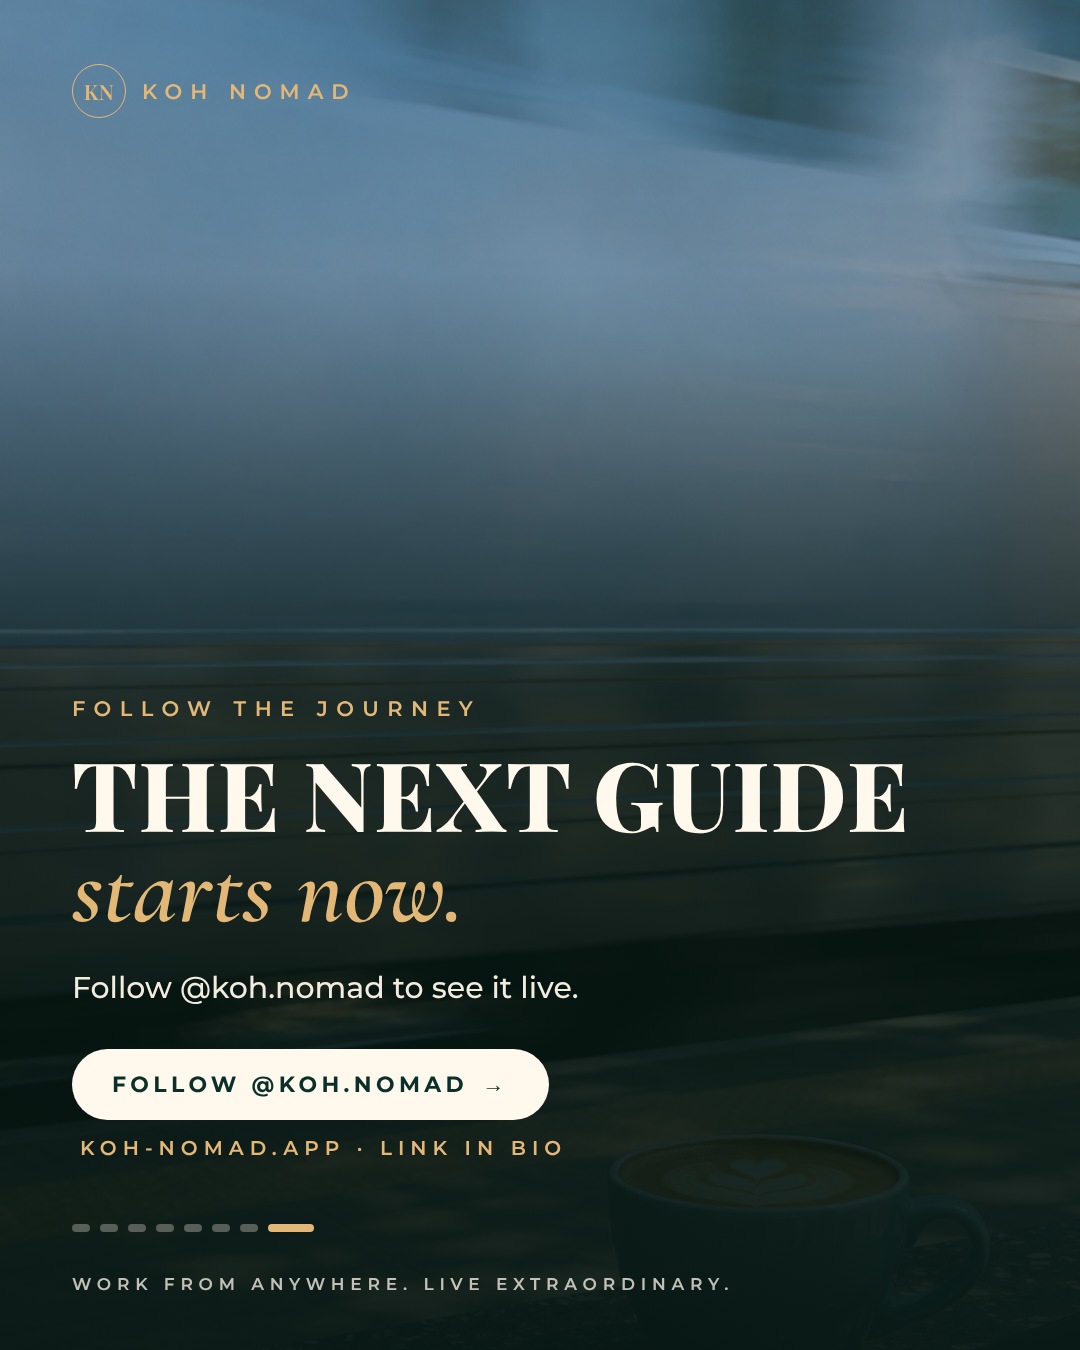 KN KOH NOMAD
FOLLOW THE JOURNEY
THE NEXT GUIDE
starts now.
Follow @koh.nomad to see it live.
FOLLOW @KOH.NOMAD →
KOH-NOMAD.APP · LINK IN BIO
WORK FROM ANYWHERE. LIVE EXTRAORDINARY.